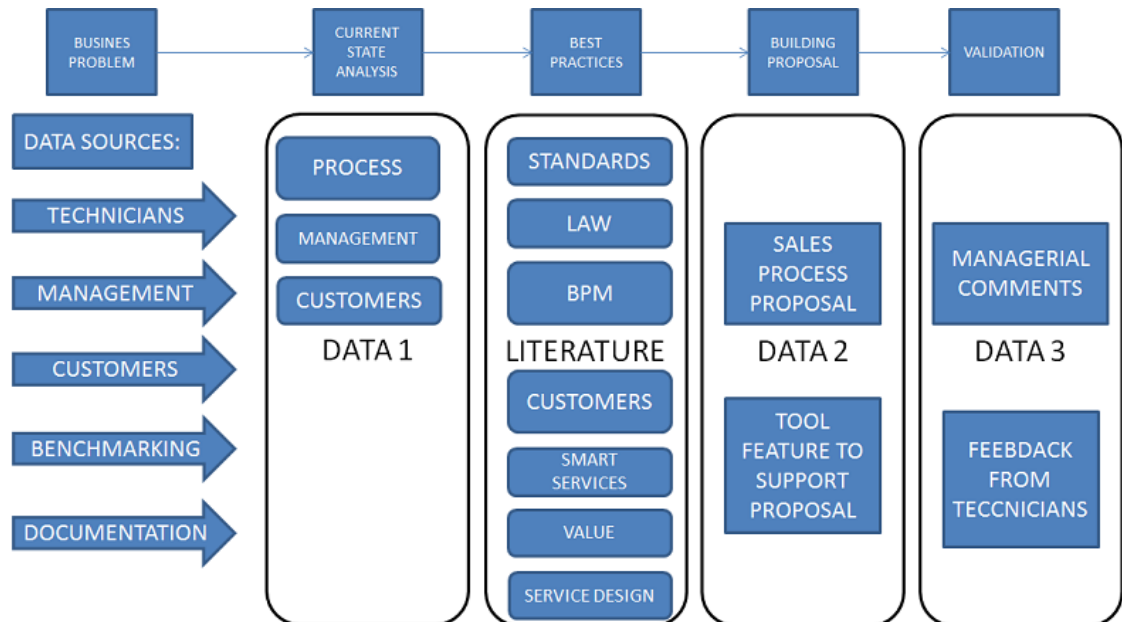 BUSINES
PROBLEM
CURRENT
STATE
ANALYSIS
BEST
PRACTICES
BUILDING
PROPOSAL
VALIDATION
DATA SOURCES:
TECHNICIANS
MANAGEMENT
CUSTOMERS
BENCHMARKING
DOCUMENTATION
PROCESS
MANAGEMENT
CUSTOMERS
DATA 1
STANDARDS
LAW
BPM
LITERATURE
CUSTOMERS
SMART
SERVICES
VALUE
SERVICE DESIGN
SALES
PROCESS
PROPOSAL
DATA 2
TOOL
FEATURE TO
SUPPORT
PROPOSAL
MANAGERIAL
COMMENTS
DATA 3
FEEBDACK
FROM
TECCNICIANS